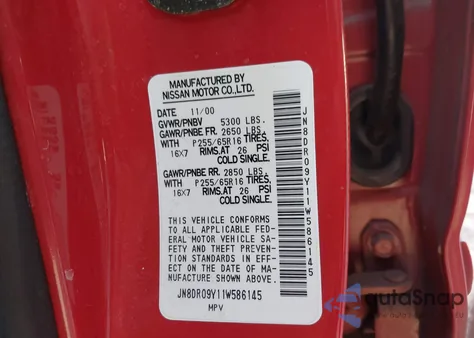 MANUFACTURED BY
NISSAN MOTOR CO.,LTD.
DATE 11/00
GVWR/PNBV 5300 LBS.
GAWR/PNBE FR. 2650 LBS.
WITH P255/65R16 TIRES,
16X7 RIMS.AT 26 PSI
COLD SINGLE.
GAWR/PNBE RR. 2850 LBS.
WITH P255/65R16 TIRES,
16X7 RIMS.AT 26 PSI
COLD SINGLE.
THIS VEHICLE CONFORMS
TO ALL APPLICABLE FED-
ERAL MOTOR VEHICLE SA-
FETY AND THEFT PREVEN-
TION STANDARDS IN EFF-
ECT ON THE DATE OF MA-
NUFACTURE SHOWN ABOVE.
JN8DR09Y11W586145
MPV
JN8DR09Y11W586145
autoSnap